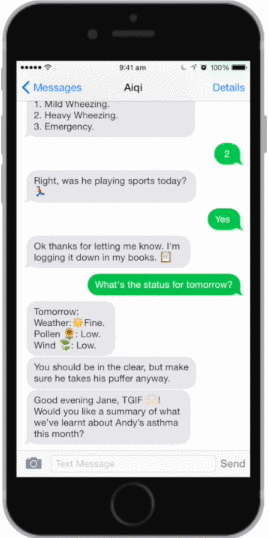 9:41 am
100%
Messages
Aiqi
Details
1. Mild Wheezing.
2. Heavy Wheezing.
3. Emergency.
2
Right, was he playing sports today?
🏃
Yes
Ok thanks for letting me know. I'm
logging it down in my books. 📋
What's the status for tomorrow?
Tomorrow:
Weather:☀️Fine.
Pollen 🌻: Low.
Wind 🍃: Low.
You should be in the clear, but make
sure he takes his puffer anyway.
Good evening Jane, TGIF 🍻!
Would you like a summary of what
we've learnt about Andy's asthma
this month?
Text Message
Send